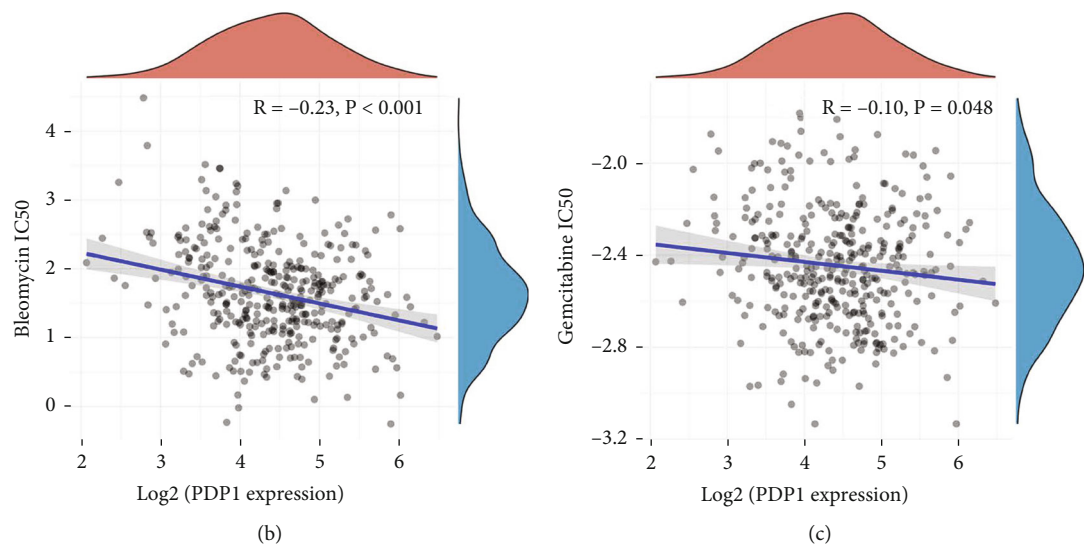 R = –0.23, P < 0.001
4
3
2
1
0
Bleomycin IC50
2 3 4 5 6
Log2 (PDP1 expression)
(b)
R = –0.10, P = 0.048
–2.0
–2.4
–2.8
–3.2
Gemcitabine IC50
2 3 4 5 6
Log2 (PDP1 expression)
(c)